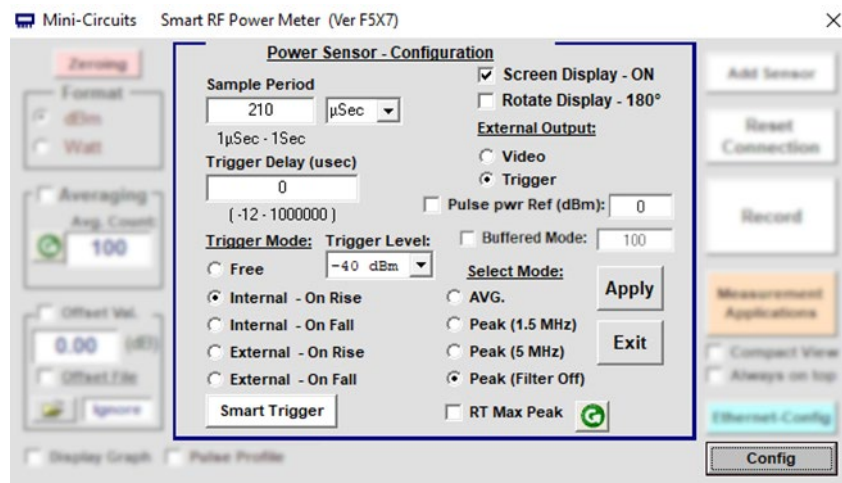 Mini-Circuits Smart RF Power Meter (Ver F5X7)
Power Sensor - Configuration
Sample Period
210 µSec
1µSec - 1Sec
Trigger Delay (usec)
0
( -12 - 1000000 )
Trigger Mode: Trigger Level:
-40 dBm
Free
Internal - On Rise
Internal - On Fall
External - On Rise
External - On Fall
Smart Trigger
Screen Display - ON
Rotate Display - 180°
External Output:
Video
Trigger
Pulse pwr Ref (dBm): 0
Buffered Mode: 100
Select Mode:
AVG.
Peak (1.5 MHz)
Peak (5 MHz)
Peak (Filter Off)
RT Max Peak
Apply
Exit
Zeroing
Format
dBm
Watt
Averaging
Avg. Count:
100
Offset Val.
0.00 (dB)
Offset File
Ignore
Display Graph Pulse Profile
Add Sensor
Reset
Connection
Record
Measurement
Applications
Compact View
Always on top
Ethernet-Config
Config